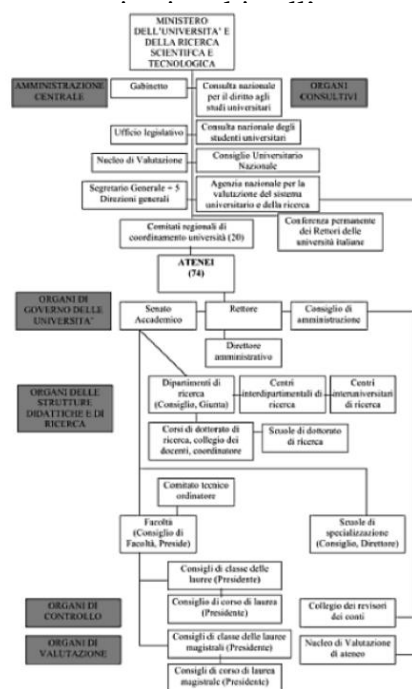 MINISTERO
DELL'UNIVERSITA' E
DELLA RICERCA
SCIENTIFCA E
TECNOLOGICA
AMMINISTRAZIONE
CENTRALE
Gabinetto
Consulta nazionale
per il diritto agli
studi universitari
ORGANI
CONSULTIVI
Ufficio legislativo
Consulta nazionale degli
studenti universitari
Nucleo di Valutazione
Consiglio Universitario
Nazionale
Segretario Generale + 5
Direzioni generali
Agenzia nazionale per la
valutazione del sistema
universitario e della ricerca
Conferenza permanente
dei Rettori delle
università italiane
Comitati regionali di
coordinamento università (20)
ATENEI
(74)
ORGANI DI
GOVERNO DELLE
UNIVERSITA'
Senato
Accademico
Rettore
Consiglio di
amministrazione
Direttore
amministrativo
ORGANI DELLE
STRUTTURE
DIDATTICHE E DI
RICERCA
Dipartimenti di
ricerca
(Consiglio, Giunta)
Centri
interdipartimentali di
ricerca
Centri
interuniversitari
di ricerca
Corsi di dottorato di
ricerca, collegio dei
docenti, coordinatore
Scuole di dottorato
di ricerca
Comitato tecnico
ordinatore
Facoltà
(Consiglio di
Facoltà, Preside)
Scuole di
specializzazione
(Consiglio, Direttore)
Consigli di classe delle
lauree (Presidente)
ORGANI DI
CONTROLLO
Consiglio di corso di laurea
(Presidente)
Collegio dei revisori
dei conti
ORGANI DI
VALUTAZIONE
Consigli di classe delle lauree
magistrali (Presidente)
Nucleo di Valutazione
di ateneo
Consigli di corso di laurea
magistrale (Presidente)